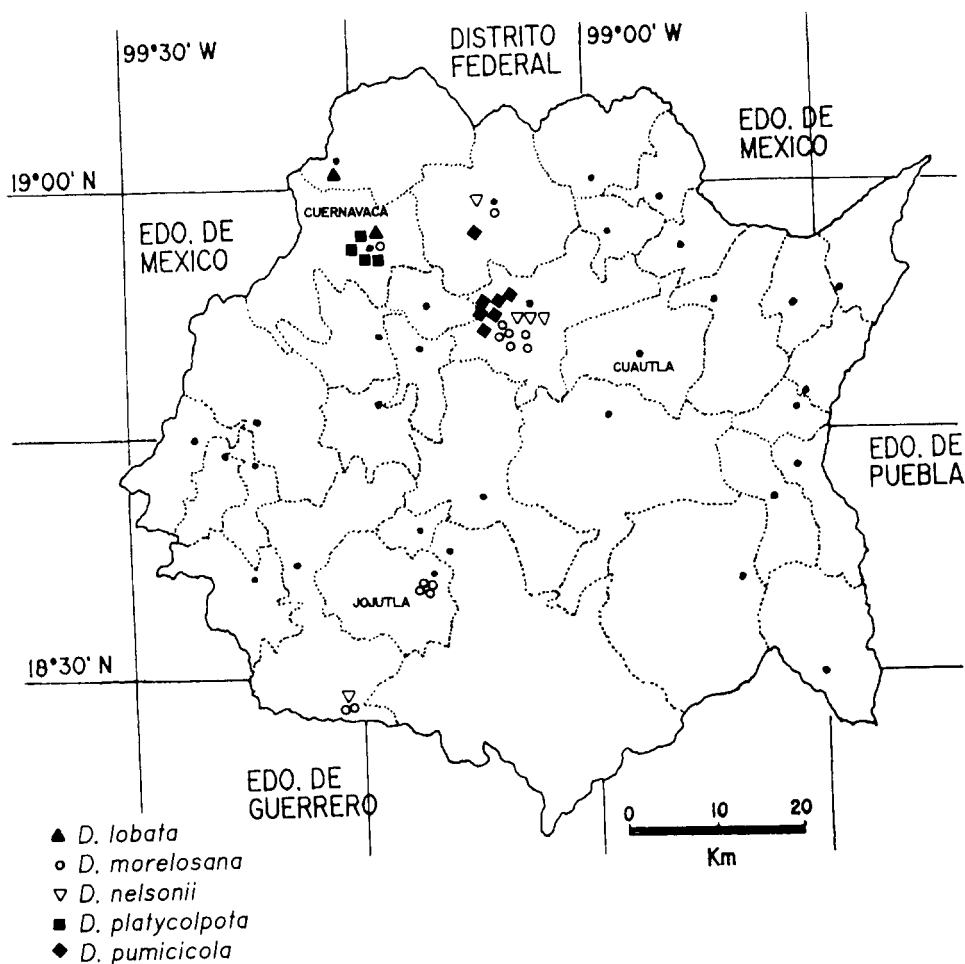 99°30' W
DISTRITO
FEDERAL
99°00' W
EDO. DE
MEXICO
19°00' N
CUERNAVACA
EDO. DE
MEXICO
CUAUTLA
EDO. DE
PUEBLA
JOJUTLA
18°30' N
EDO. DE
GUERRERO
0 10 20
Km
D. lobata
D. morelosana
D. nelsonii
D. platycolpota
D. pumicicola